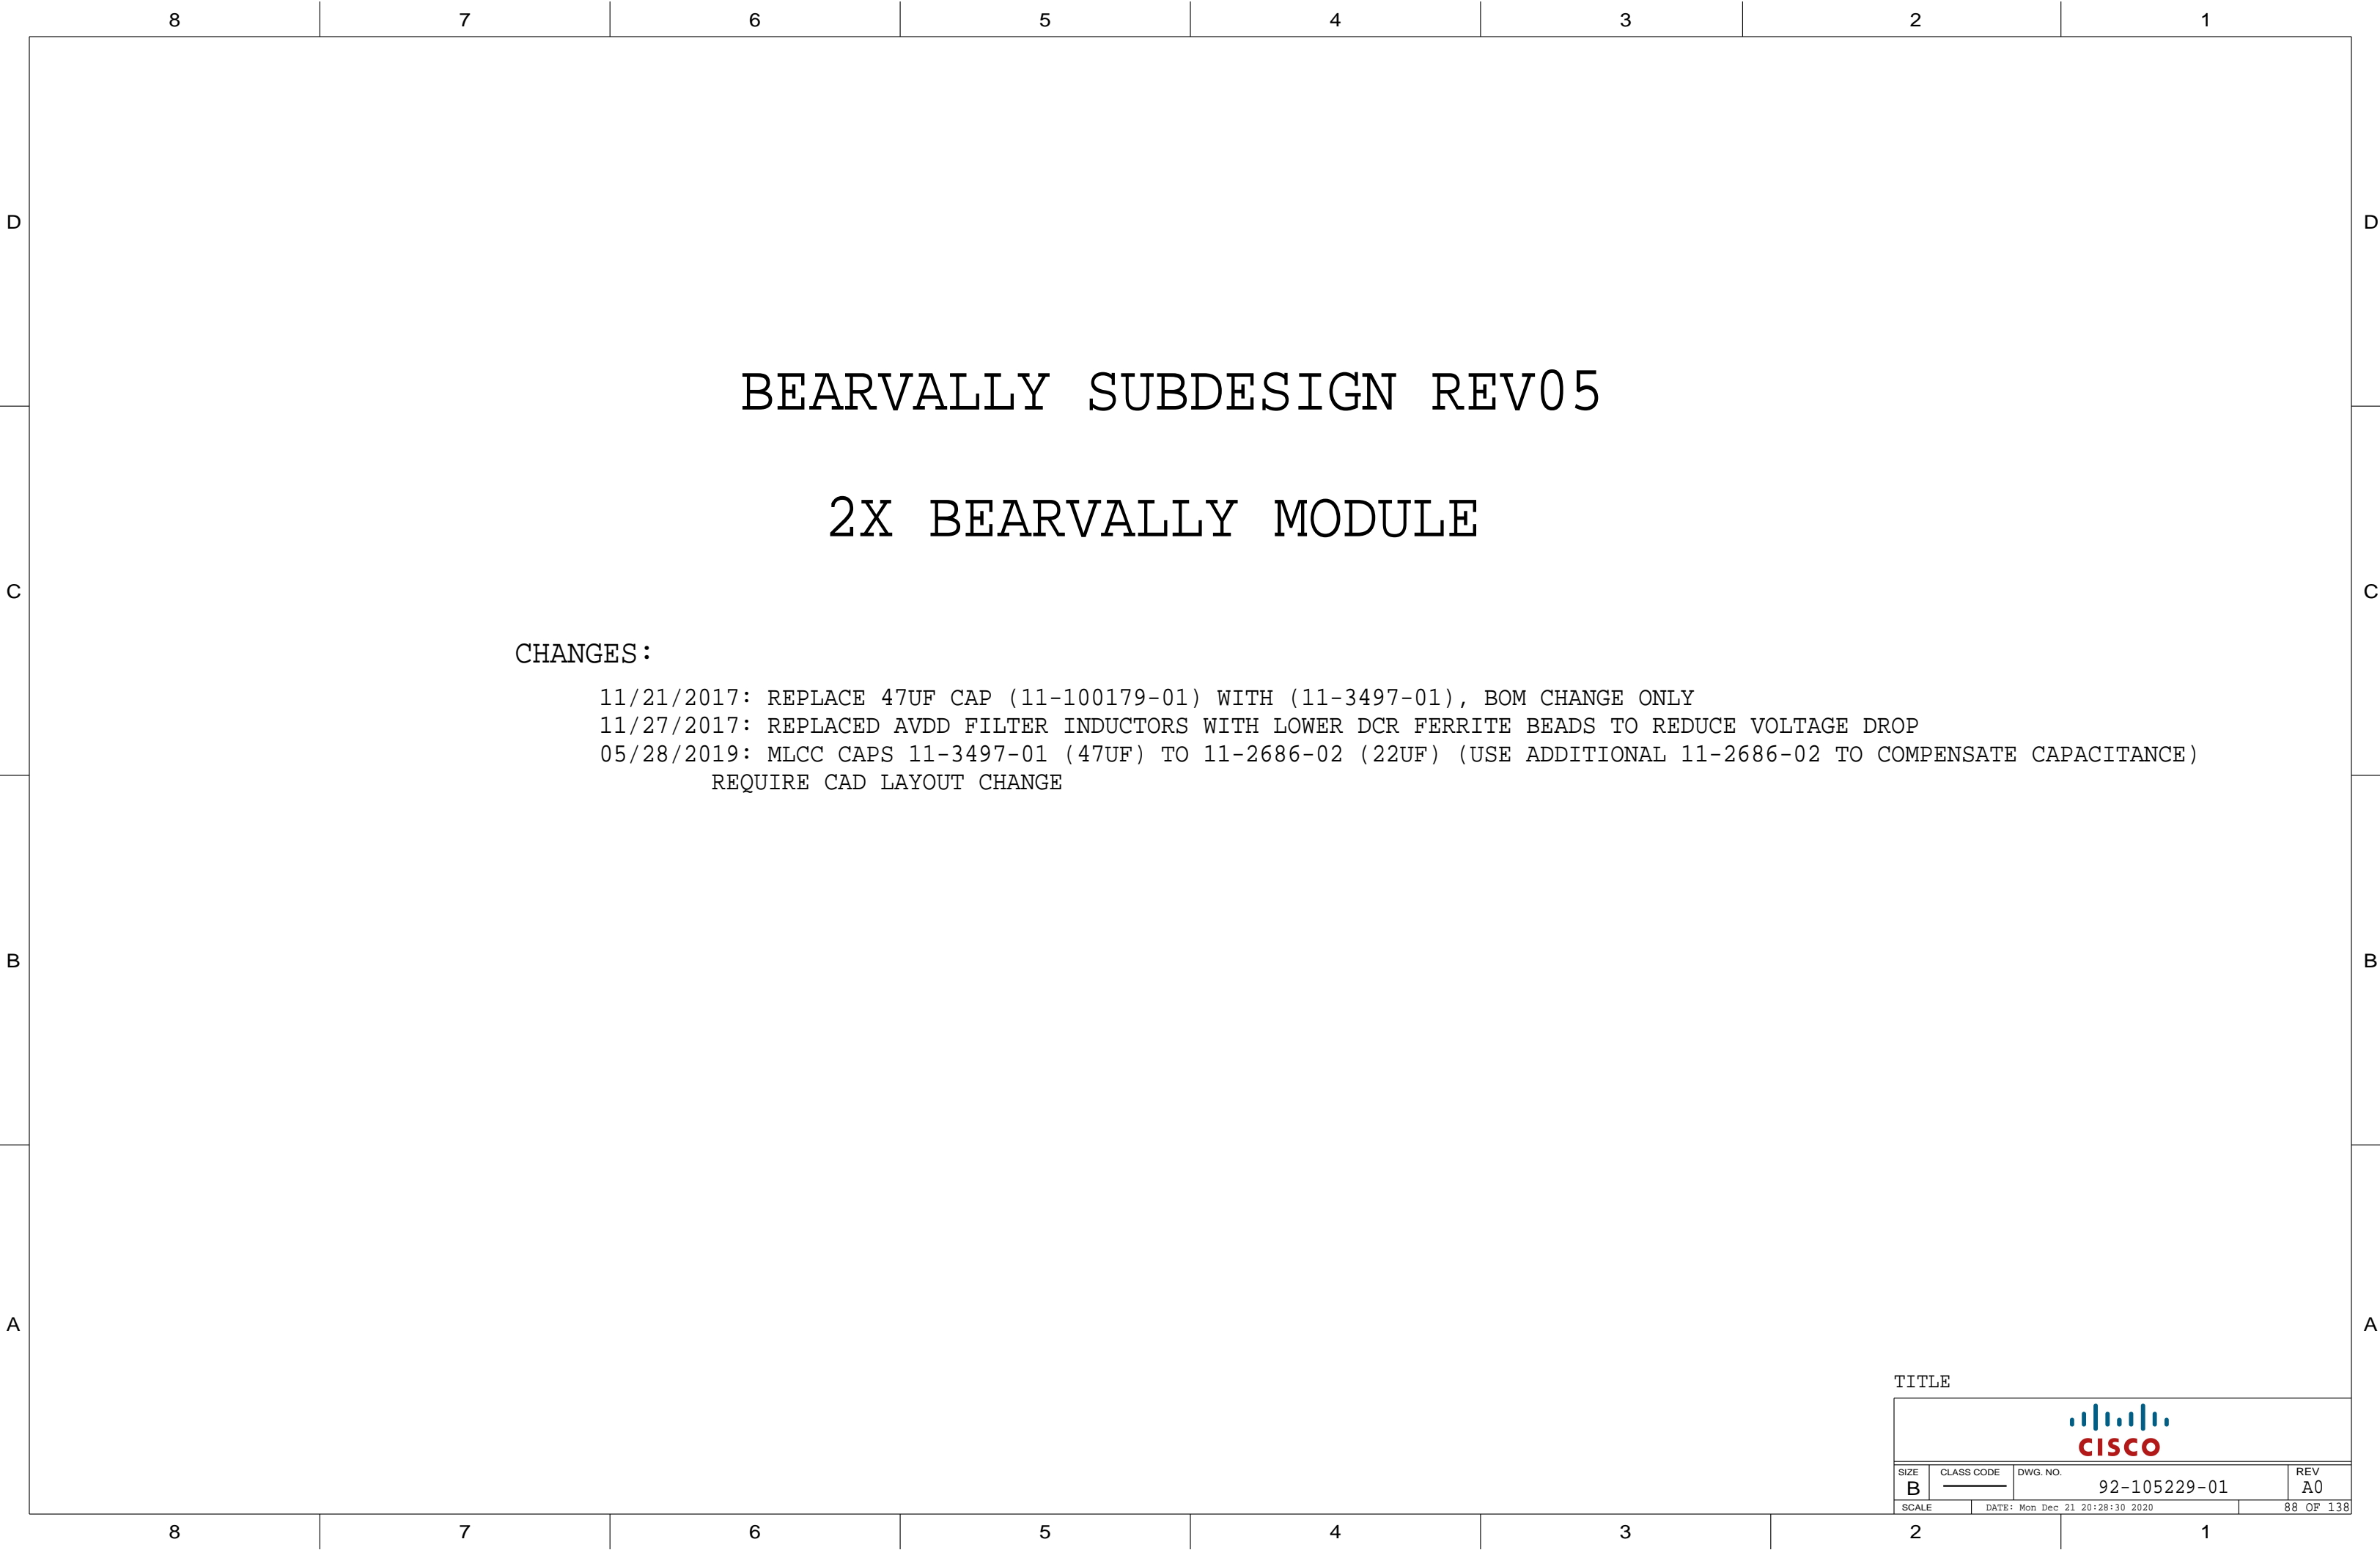 8 7 6 5 4 3 2 1
D D
BEARVALLY SUBDESIGN REV05
2X BEARVALLY MODULE
C C
CHANGES:
11/21/2017: REPLACE 47UF CAP (11-100179-01) WITH (11-3497-01), BOM CHANGE ONLY
11/27/2017: REPLACED AVDD FILTER INDUCTORS WITH LOWER DCR FERRITE BEADS TO REDUCE VOLTAGE DROP
05/28/2019: MLCC CAPS 11-3497-01 (47UF) TO 11-2686-02 (22UF) (USE ADDITIONAL 11-2686-02 TO COMPENSATE CAPACITANCE)
REQUIRE CAD LAYOUT CHANGE
B B
A A
TITLE
CISCO
SIZE CLASS CODE DWG. NO. REV
B 92-105229-01 A0
SCALE DATE: Mon Dec 21 20:28:30 2020 88 OF 138
8 7 6 5 4 3 2 1